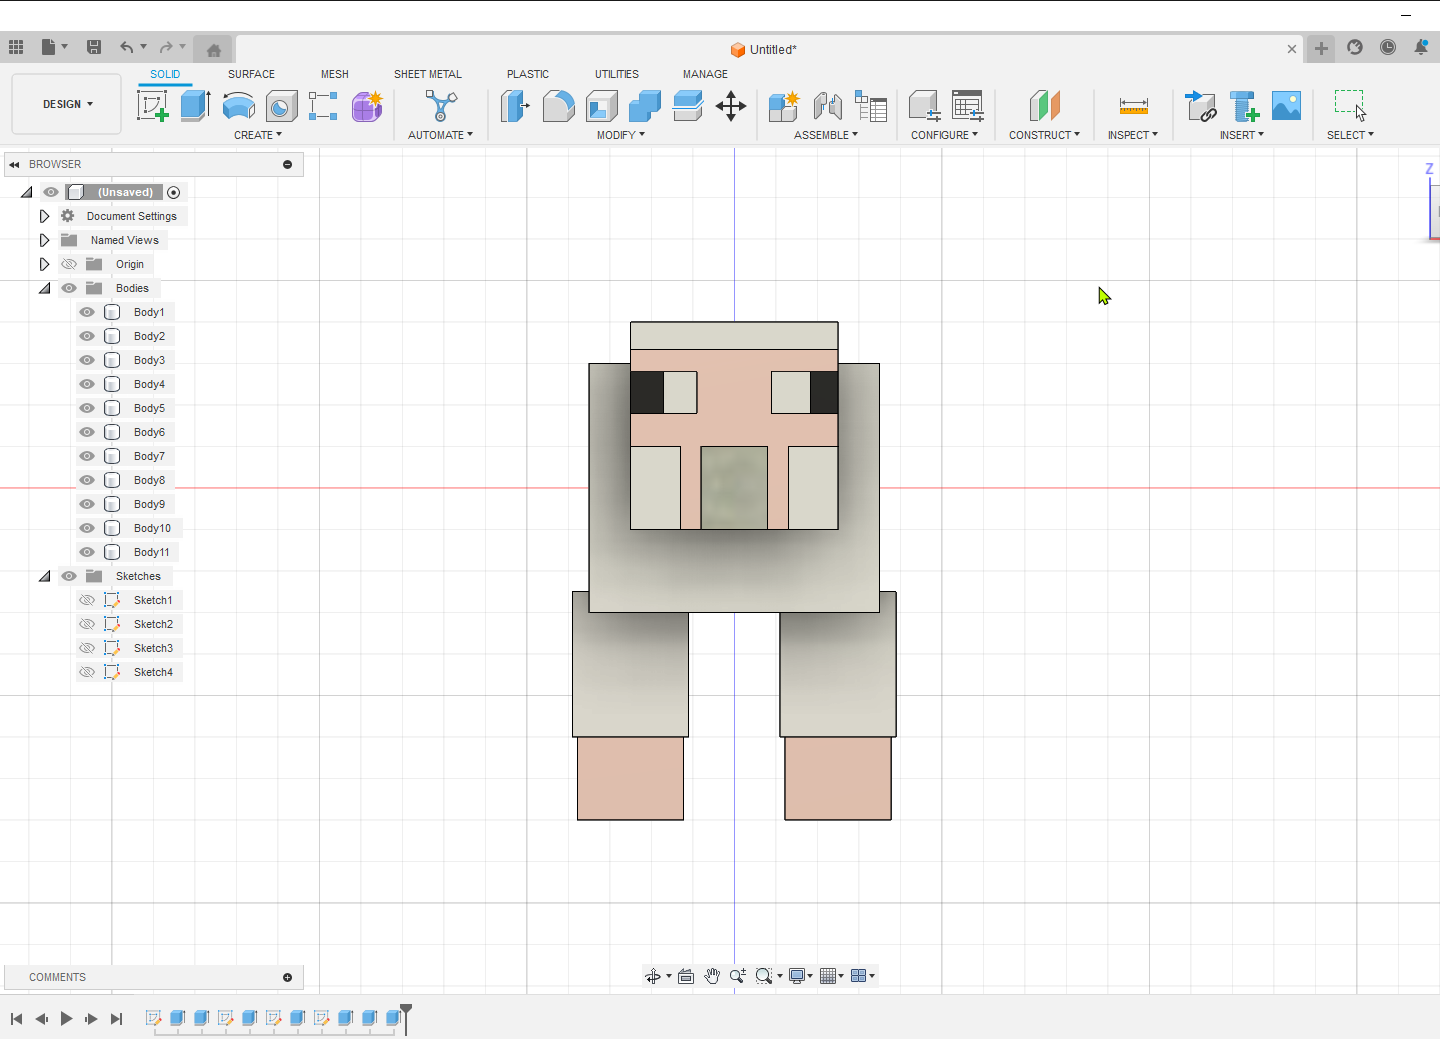 Untitled*
SOLID SURFACE MESH SHEET METAL PLASTIC UTILITIES MANAGE
DESIGN
CREATE AUTOMATE MODIFY ASSEMBLE CONFIGURE CONSTRUCT INSPECT INSERT SELECT
BROWSER
(Unsaved)
Document Settings
Named Views
Origin
Bodies
Body1
Body2
Body3
Body4
Body5
Body6
Body7
Body8
Body9
Body10
Body11
Sketches
Sketch1
Sketch2
Sketch3
Sketch4
Z
COMMENTS